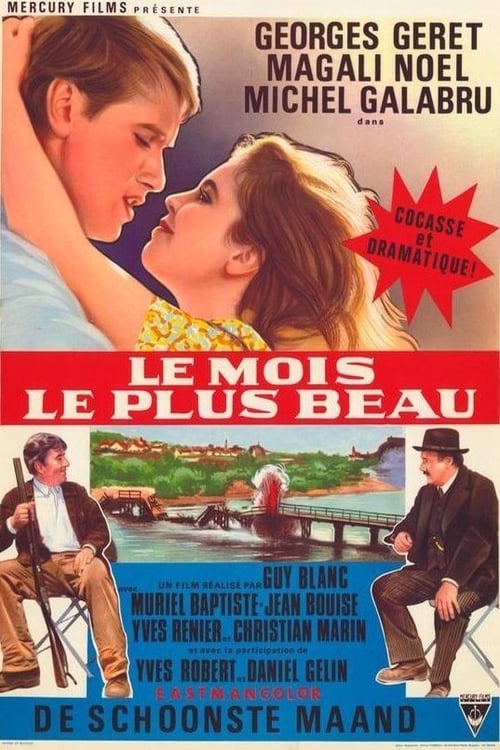 MERCURY FILMS PRÉSENTE
GEORGES GERET
MAGALI NOEL
MICHEL GALABRU
dans
COCASSE et
DRAMATIQUE!
LE MOIS
LE PLUS BEAU
UN FILM RÉALISÉ PAR GUY BLANC
avec
MURIEL BAPTISTE-JEAN BOUISE
YVES RENIER et CHRISTIAN MARIN
et avec la participation de
YVES ROBERT et DANIEL GELIN
EASTMANCOLOR
MERCURY FILMS
DE SCHOONSTE MAAND